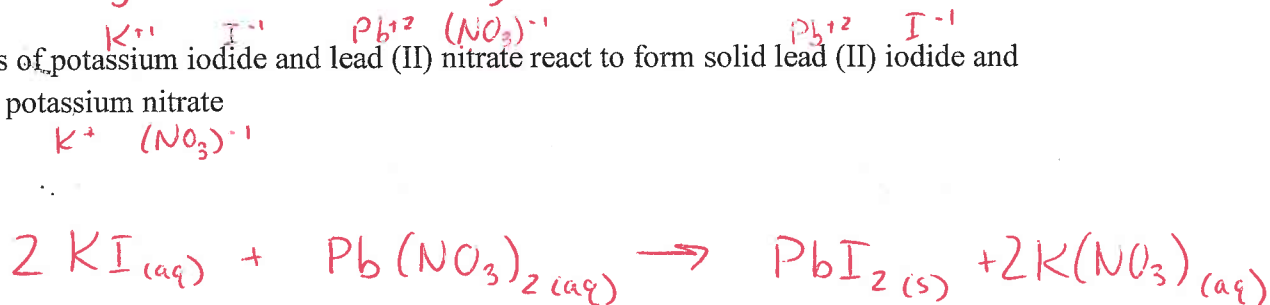 K⁺¹ I⁻¹ Pb⁺² (NO₃)⁻¹ Pb⁺² I⁻¹
s of potassium iodide and lead (II) nitrate react to form solid lead (II) iodide and
potassium nitrate
K⁺ (NO₃)⁻¹
2 KI (aq) + Pb(NO₃)₂ (aq) → PbI₂ (s) + 2K(NO₃) (aq)